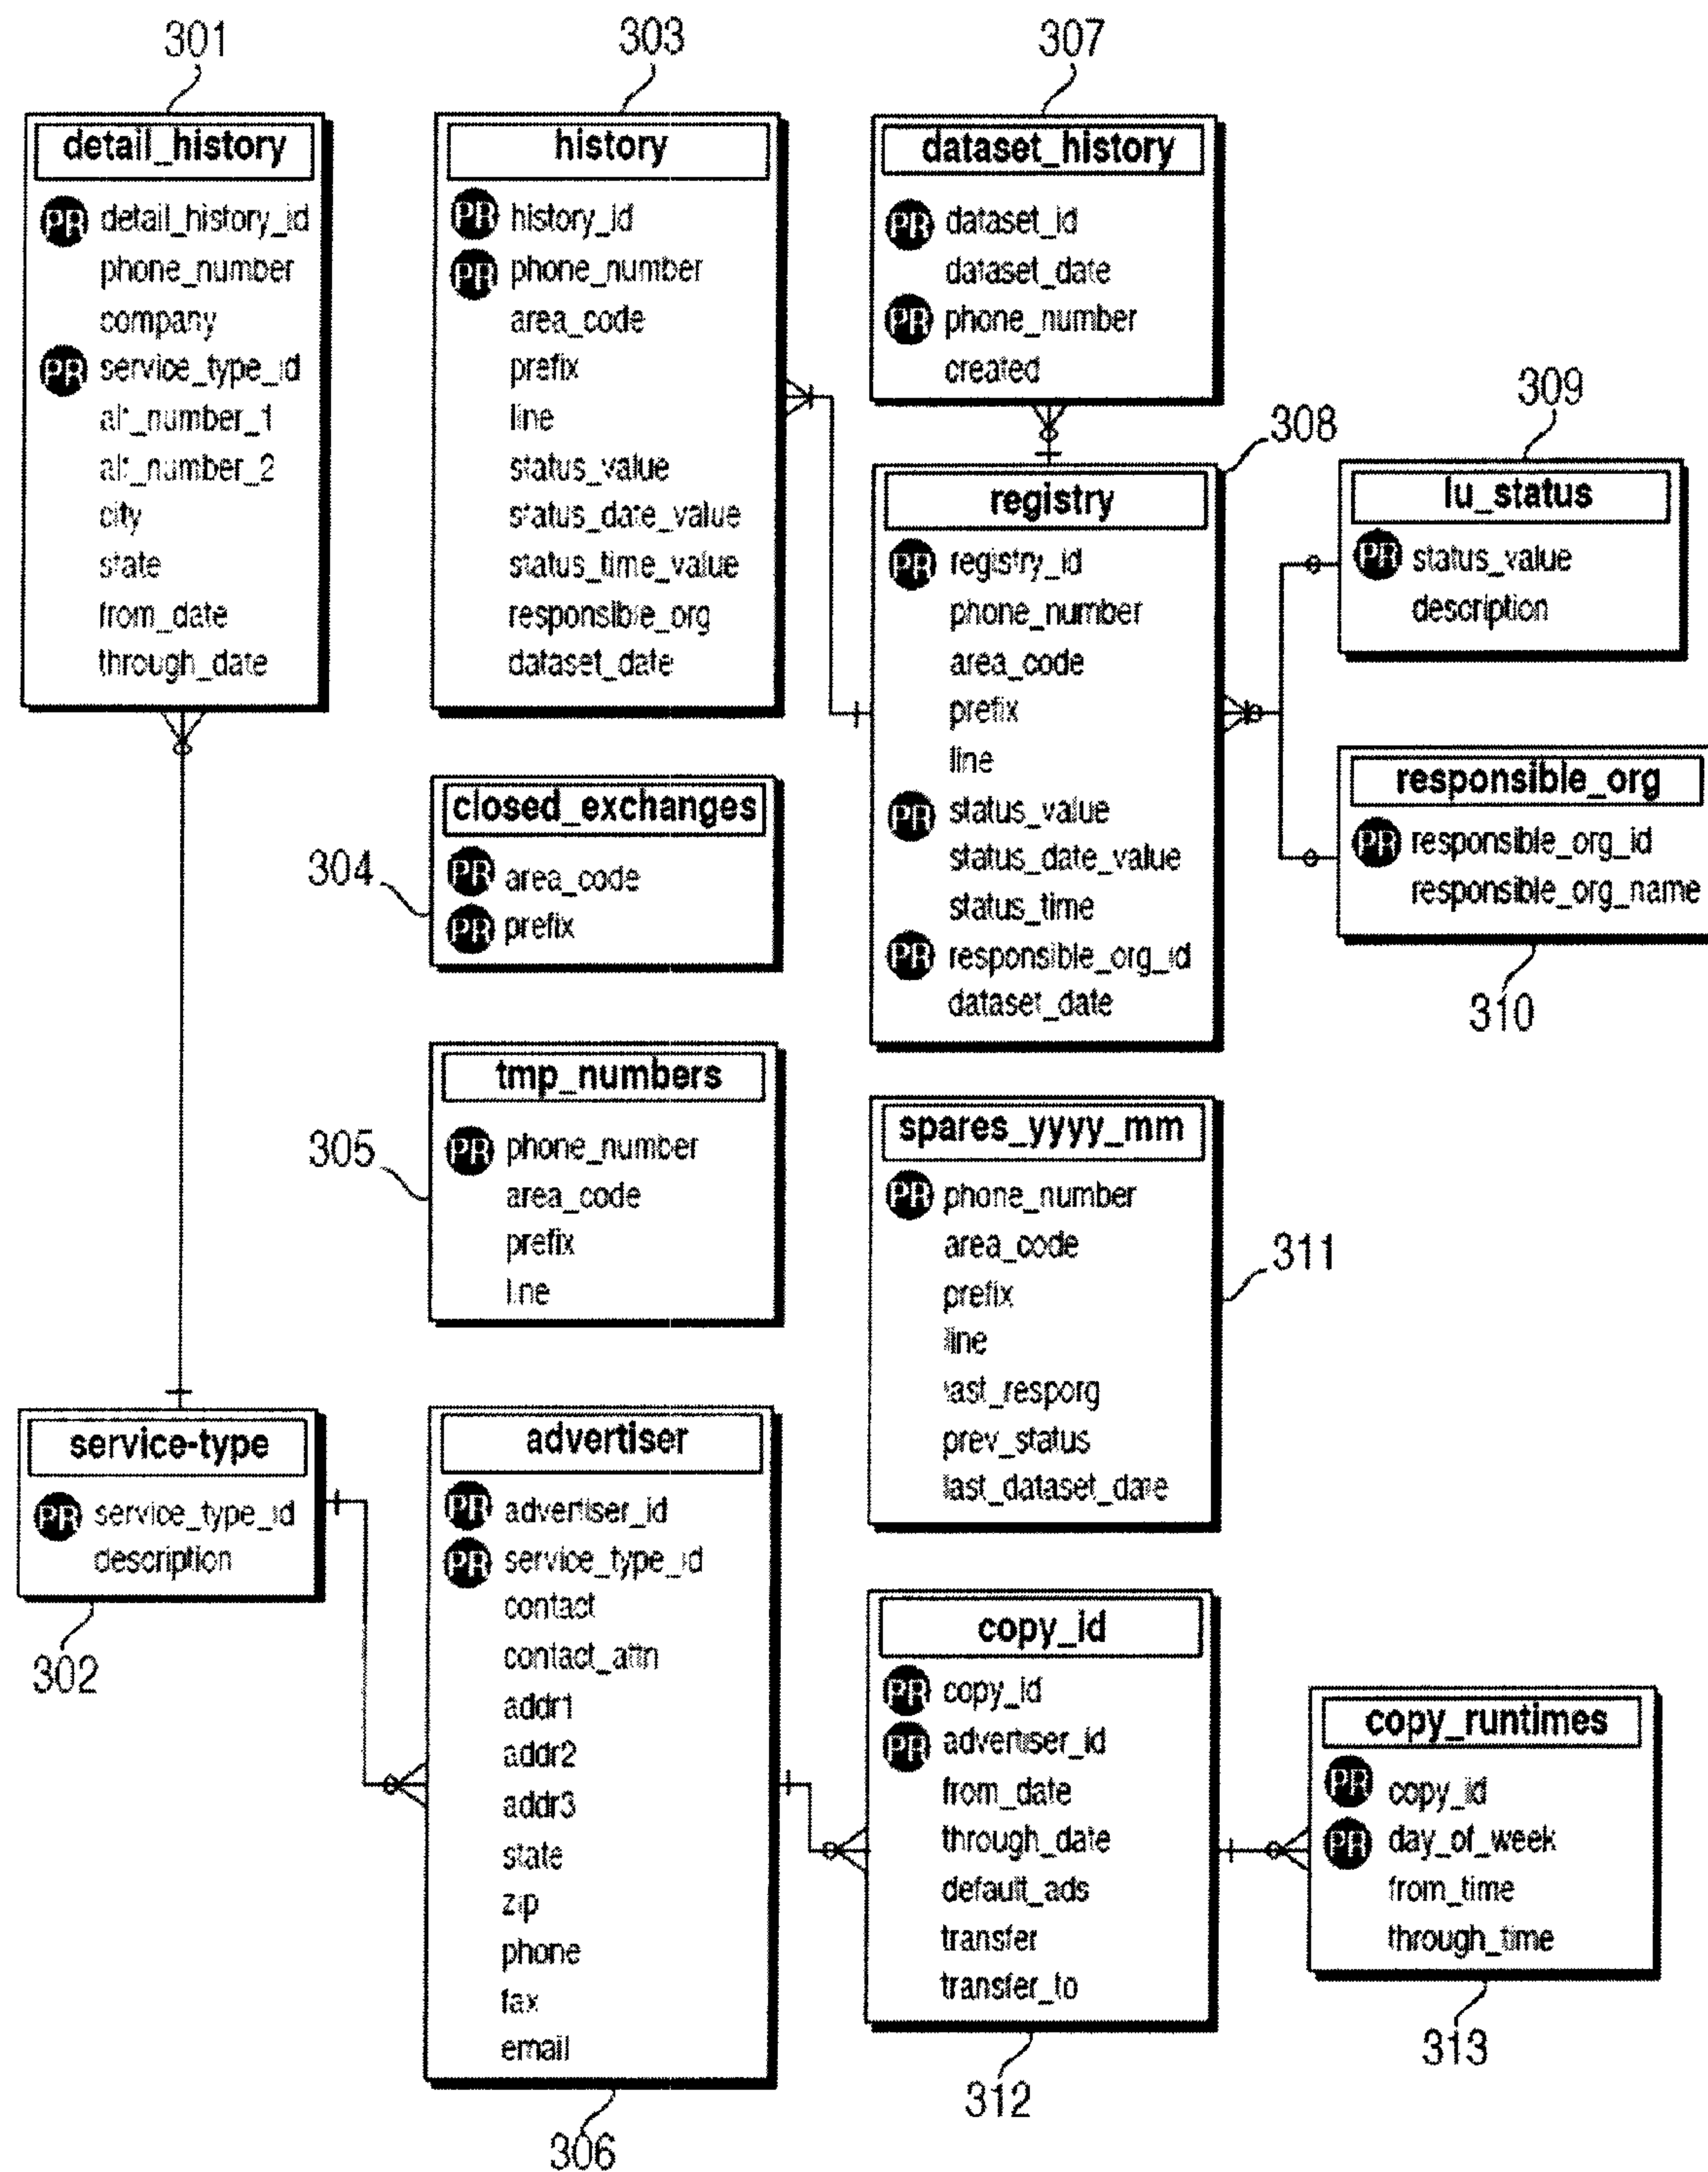 301
detail_history
PR detail_history_id
phone_number
company
PR service_type_id
alt_number_1
alt_number_2
city
state
from_date
through_date
303
history
PR history_id
PR phone_number
area_code
prefix
line
status_value
status_date_value
status_time_value
responsible_org
dataset_date
307
dataset_history
PR dataset_id
dataset_date
PR phone_number
created
308
registry
PR registry_id
phone_number
area_code
prefix
line
PR status_value
status_date_value
status_time
PR responsible_org_id
dataset_date
309
lu_status
PR status_value
description
responsible_org
PR responsible_org_id
responsible_org_name
310
closed_exchanges
304
PR area_code
PR prefix
tmp_numbers
305
PR phone_number
area_code
prefix
line
spares_yyyy_mm
PR phone_number
area_code
prefix
line
last_resporg
prev_status
last_dataset_date
311
service-type
PR service_type_id
description
302
advertiser
PR advertiser_id
PR service_type_id
contact
contact_attn
addr1
addr2
addr3
state
zip
phone
fax
email
306
copy_id
PR copy_id
PR advertiser_id
from_date
through_date
default_ads
transfer
transfer_to
312
copy_runtimes
PR copy_id
PR day_of_week
from_time
through_time
313